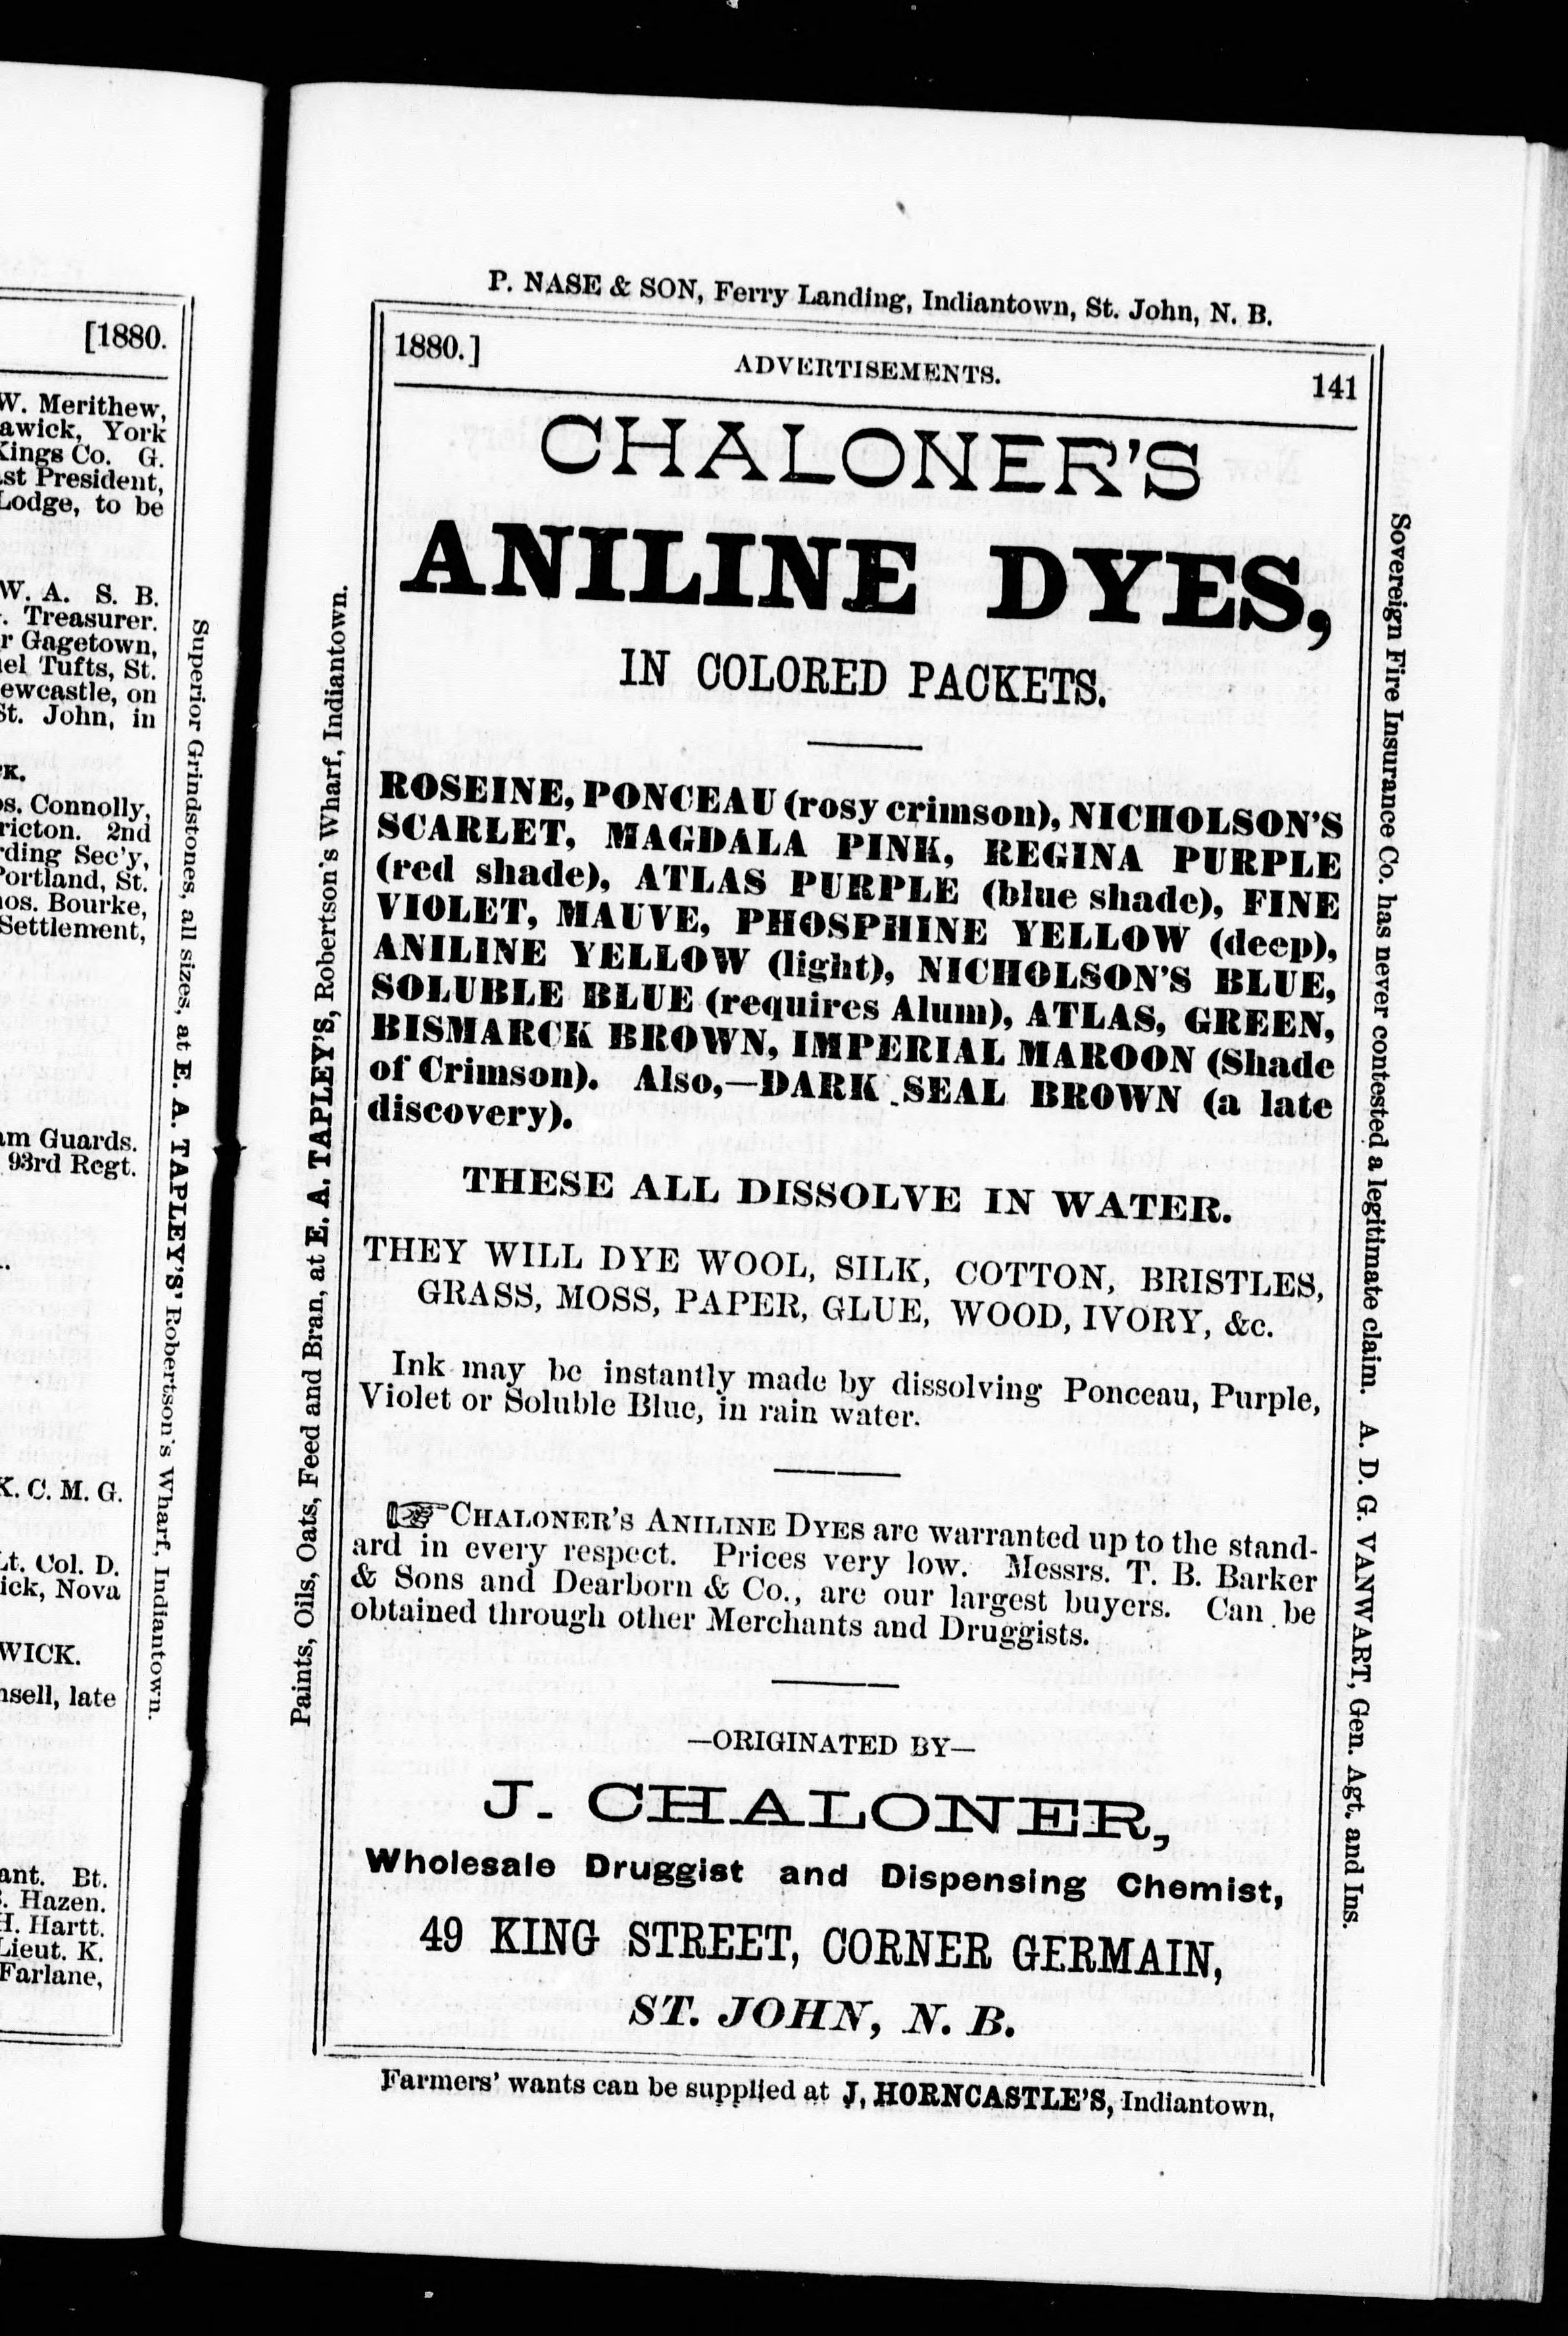 [1880.
W. Merithew,
awick, York
Kings Co. G.
st President,
Lodge, to be
W. A. S. B.
Treasurer.
r Gagetown,
el Tufts, St.
ewcastle, on
St. John, in
K.
os. Connolly,
ricton. 2nd
rding Sec'y,
Portland, St.
os. Bourke,
Settlement,
am Guards.
93rd Regt.
K. C. M. G.
Lt. Col. D.
ick, Nova
WICK.
nsell, late
ant. Bt.
S. Hazen.
H. Hartt.
Lieut. K.
Farlane,
Superior Grindstones, all sizes, at E. A. TAPLEY'S' Robertson's Wharf, Indiantown.
P. NASE & SON, Ferry Landing, Indiantown, St. John, N. B.
1880.] ADVERTISEMENTS. 141
CHALONER'S
ANILINE DYES,
IN COLORED PACKETS.
ROSEINE, PONCEAU (rosy crimson), NICHOLSON'S
SCARLET, MAGDALA PINK, REGINA PURPLE
(red shade), ATLAS PURPLE (blue shade), FINE
VIOLET, MAUVE, PHOSPHINE YELLOW (deep),
ANILINE YELLOW (light), NICHOLSON'S BLUE,
SOLUBLE BLUE (requires Alum), ATLAS, GREEN,
BISMARCK BROWN, IMPERIAL MAROON (Shade
of Crimson). Also,—DARK SEAL BROWN (a late
discovery).
THESE ALL DISSOLVE IN WATER.
THEY WILL DYE WOOL, SILK, COTTON, BRISTLES,
GRASS, MOSS, PAPER, GLUE, WOOD, IVORY, &c.
Ink may be instantly made by dissolving Ponceau, Purple,
Violet or Soluble Blue, in rain water.
☞CHALONER'S ANILINE DYES are warranted up to the stand-
ard in every respect. Prices very low. Messrs. T. B. Barker
& Sons and Dearborn & Co., are our largest buyers. Can be
obtained through other Merchants and Druggists.
—ORIGINATED BY—
J. CHALONER,
Wholesale Druggist and Dispensing Chemist,
49 KING STREET, CORNER GERMAIN,
ST. JOHN, N. B.
Farmers' wants can be supplied at J. HORNCASTLE'S, Indiantown,
Paints, Oils, Oats, Feed and Bran, at E. A. TAPLEY'S, Robertson's Wharf, Indiantown.
Sovereign Fire Insurance Co. has never contested a legitimate claim. A. D. G. VANWART, Gen. Agt. and Ins.